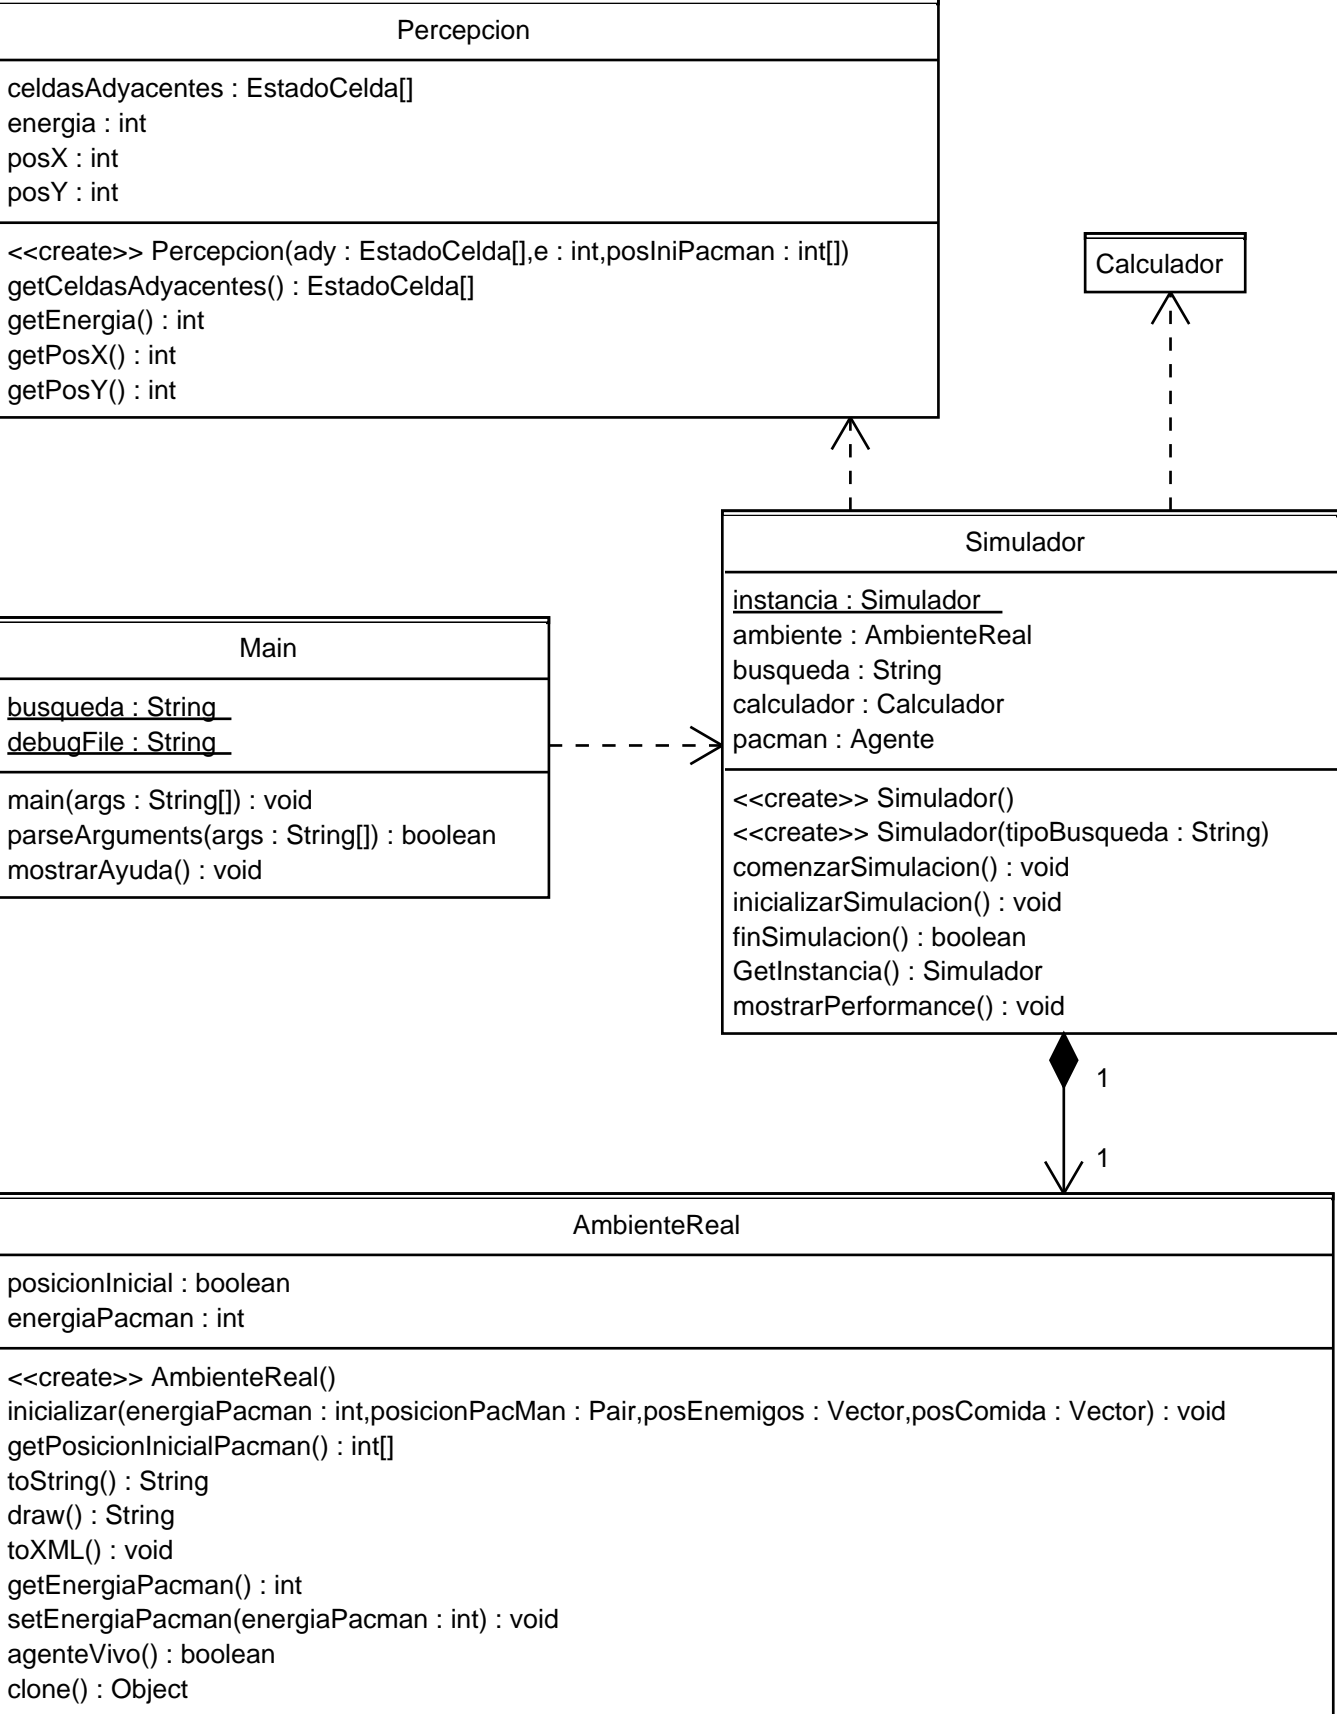 Percepcion
celdasAdyacentes : EstadoCelda[]
energia : int
posX : int
posY : int
<<create>> Percepcion(ady : EstadoCelda[],e : int,posIniPacman : int[])
getCeldasAdyacentes() : EstadoCelda[]
getEnergia() : int
getPosX() : int
getPosY() : int
Calculador
Simulador
instancia : Simulador
ambiente : AmbienteReal
busqueda : String
calculador : Calculador
pacman : Agente
<<create>> Simulador()
<<create>> Simulador(tipoBusqueda : String)
comenzarSimulacion() : void
inicializarSimulacion() : void
finSimulacion() : boolean
GetInstancia() : Simulador
mostrarPerformance() : void
Main
busqueda : String
debugFile : String
main(args : String[]) : void
parseArguments(args : String[]) : boolean
mostrarAyuda() : void
1
1
AmbienteReal
posicionInicial : boolean
energiaPacman : int
<<create>> AmbienteReal()
inicializar(energiaPacman : int,posicionPacMan : Pair,posEnemigos : Vector,posComida : Vector) : void
getPosicionInicialPacman() : int[]
toString() : String
draw() : String
toXML() : void
getEnergiaPacman() : int
setEnergiaPacman(energiaPacman : int) : void
agenteVivo() : boolean
clone() : Object